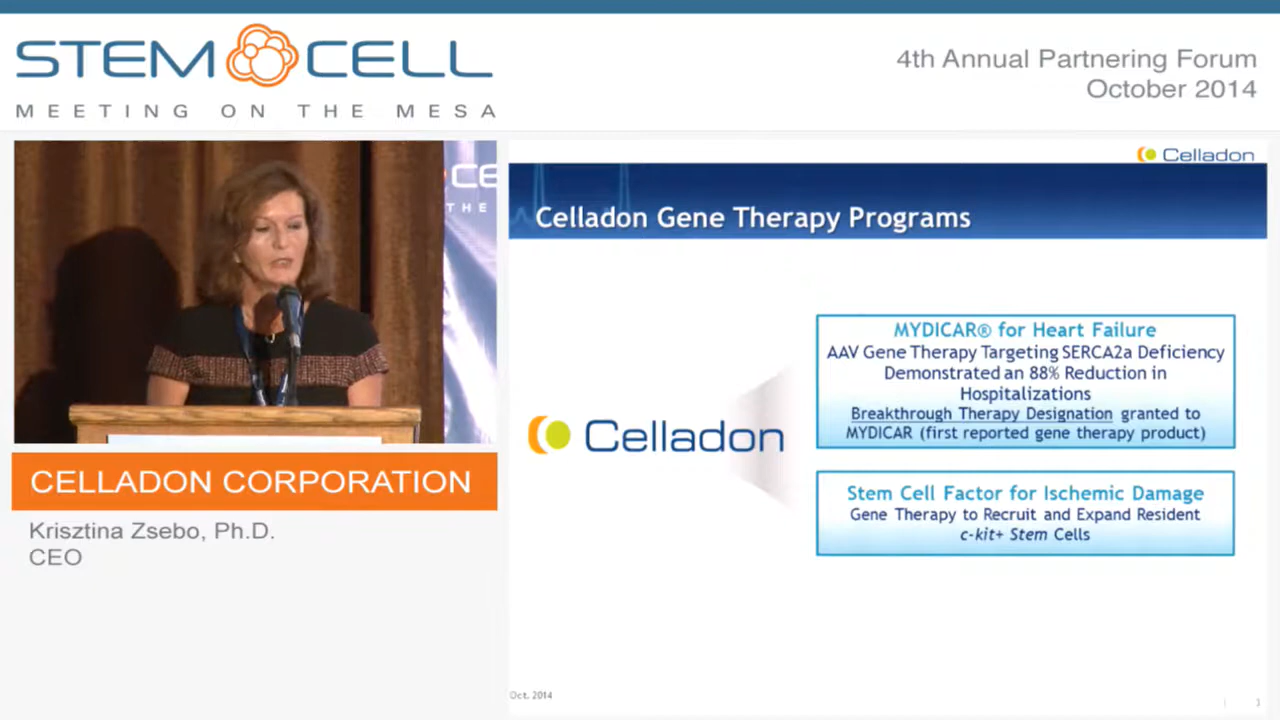 STEM CELL
MEETING ON THE MESA
4th Annual Partnering Forum
October 2014
CE
THE
CELLADON CORPORATION
Krisztina Zsebo, Ph.D.
CEO
Celladon
Celladon Gene Therapy Programs
Celladon
MYDICAR® for Heart Failure
AAV Gene Therapy Targeting SERCA2a Deficiency
Demonstrated an 88% Reduction in
Hospitalizations
Breakthrough Therapy Designation granted to
MYDICAR (first reported gene therapy product)
Stem Cell Factor for Ischemic Damage
Gene Therapy to Recruit and Expand Resident
c-kit+ Stem Cells
Oct. 2014